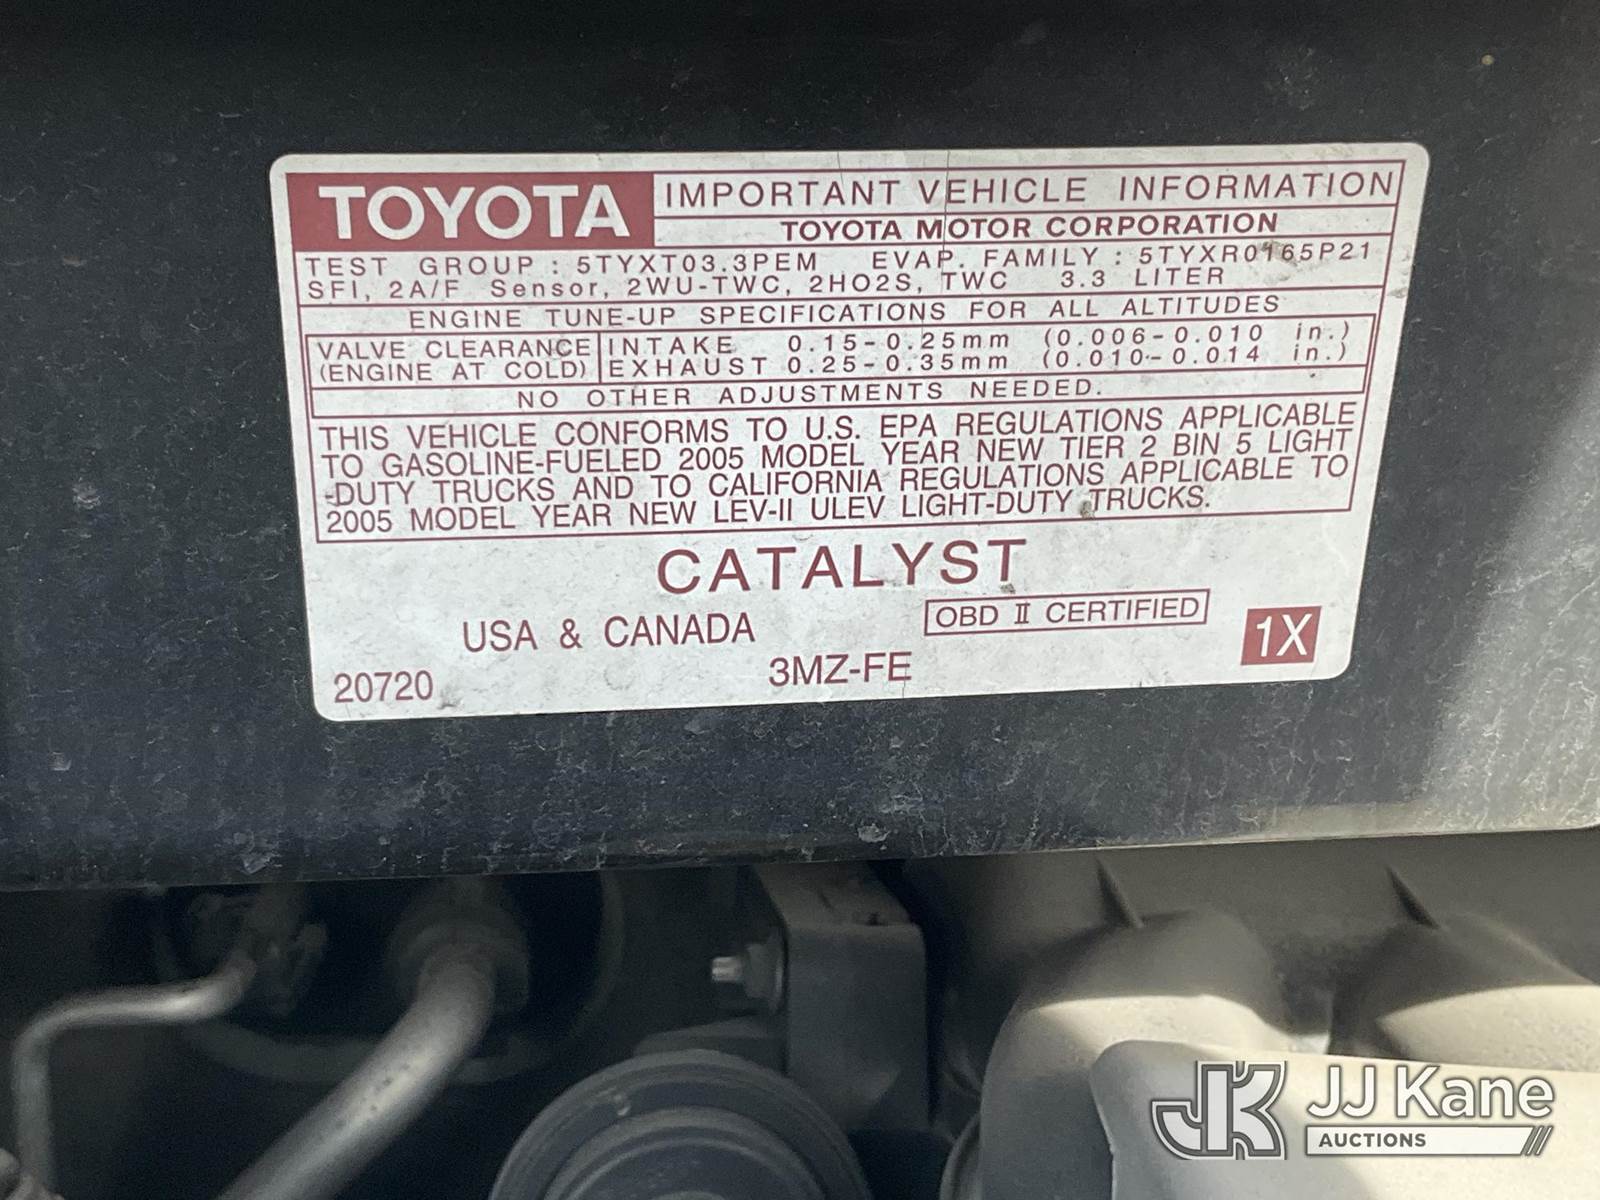 TOYOTA IMPORTANT VEHICLE INFORMATION
TOYOTA MOTOR CORPORATION
TEST GROUP : 5TYXT03.3PEM EVAP. FAMILY : 5TYXR0165P21
SFI, 2A/F Sensor, 2WU-TWC, 2HO2S, TWC 3.3 LITER
ENGINE TUNE-UP SPECIFICATIONS FOR ALL ALTITUDES
VALVE CLEARANCE INTAKE 0.15-0.25mm (0.006-0.010 in.)
(ENGINE AT COLD) EXHAUST 0.25-0.35mm (0.010-0.014 in.)
NO OTHER ADJUSTMENTS NEEDED.
THIS VEHICLE CONFORMS TO U.S. EPA REGULATIONS APPLICABLE
TO GASOLINE-FUELED 2005 MODEL YEAR NEW TIER 2 BIN 5 LIGHT
-DUTY TRUCKS AND TO CALIFORNIA REGULATIONS APPLICABLE TO
2005 MODEL YEAR NEW LEV-II ULEV LIGHT-DUTY TRUCKS.
CATALYST
USA & CANADA OBD II CERTIFIED
20720 3MZ-FE 1X
JK JJ Kane
AUCTIONS